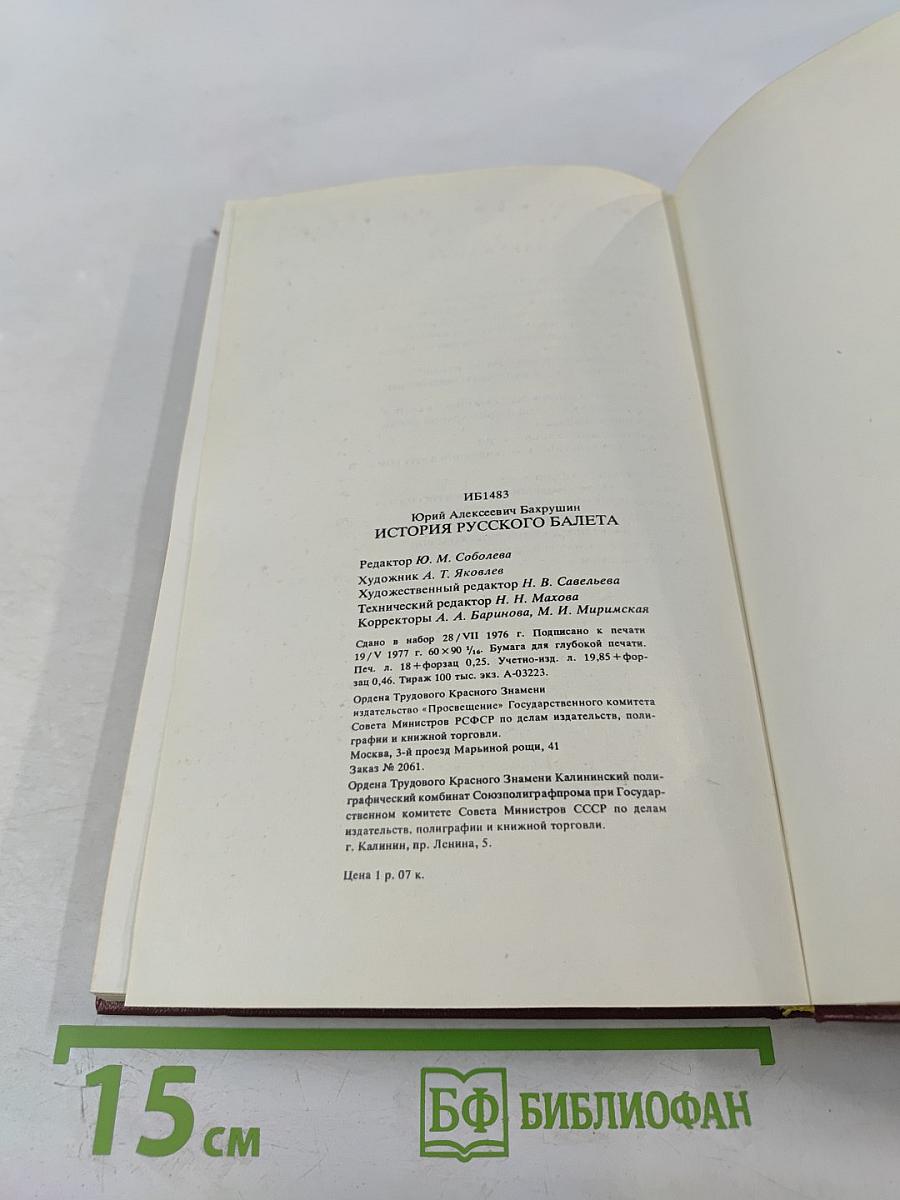 ИБ1483
Юрий Алексеевич Бахрушин
ИСТОРИЯ РУССКОГО БАЛЕТА
Редактор Ю. М. Соболева
Художник А. Т. Яковлев
Художественный редактор Н. В. Савельева
Технический редактор Н. Н. Махова
Корректоры А. А. Баринова, М. И. Миримская
Сдано в набор 28/VII 1976 г. Подписано к печати
19/V 1977 г. 60×90 1/16. Бумага для глубокой печати.
Печ. л. 18+форзац 0,25. Учетно-изд. л. 19,85+фор-
зац 0,46. Тираж 100 тыс. экз. А-03223.
Ордена Трудового Красного Знамени
издательство «Просвещение» Государственного комитета
Совета Министров РСФСР по делам издательств, поли-
графии и книжной торговли.
Москва, 3-й проезд Марьиной рощи, 41
Заказ № 2061.
Ордена Трудового Красного Знамени Калининский поли-
графический комбинат Союзполиграфпрома при Государ-
ственном комитете Совета Министров СССР по делам
издательств, полиграфии и книжной торговли.
г. Калинин, пр. Ленина, 5.
Цена 1 р. 07 к.
15 см
БФ БИБЛИОФАН